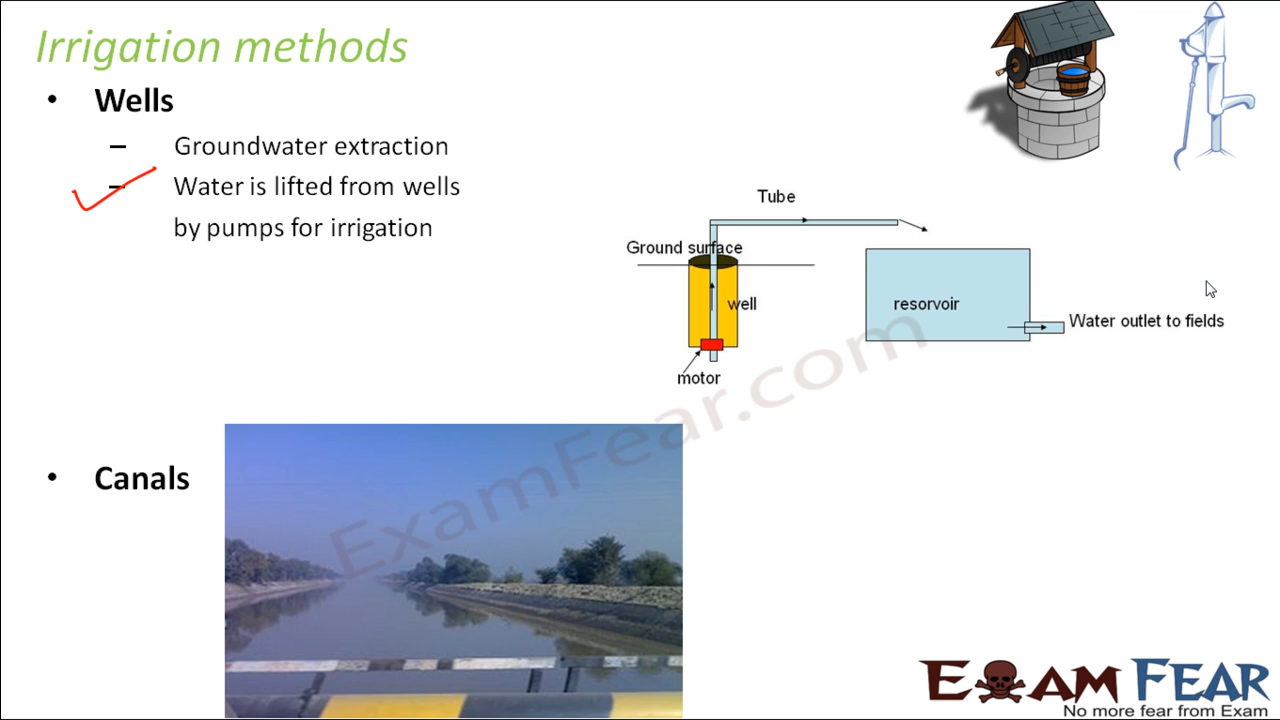 Irrigation methods
• Wells
– Groundwater extraction
– Water is lifted from wells
by pumps for irrigation
Tube
Ground surface
well
resorvoir
Water outlet to fields
motor
• Canals
ExamFear.com
EXAM FEAR
No more fear from Exam